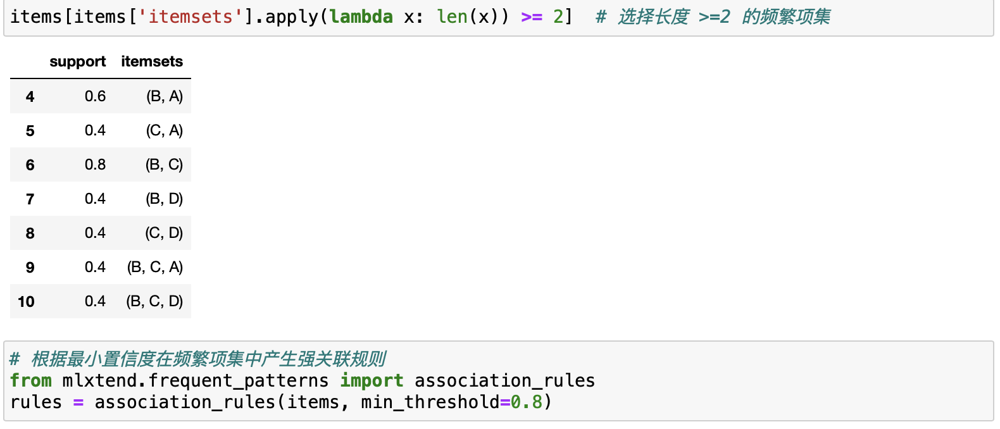 items[items['itemsets'].apply(lambda x: len(x)) >= 2]  # 选择长度 >=2 的频繁项集
support itemsets
4 0.6 (B, A)
5 0.4 (C, A)
6 0.8 (B, C)
7 0.4 (B, D)
8 0.4 (C, D)
9 0.4 (B, C, A)
10 0.4 (B, C, D)
# 根据最小置信度在频繁项集中产生强关联规则
from mlxtend.frequent_patterns import association_rules
rules = association_rules(items, min_threshold=0.8)